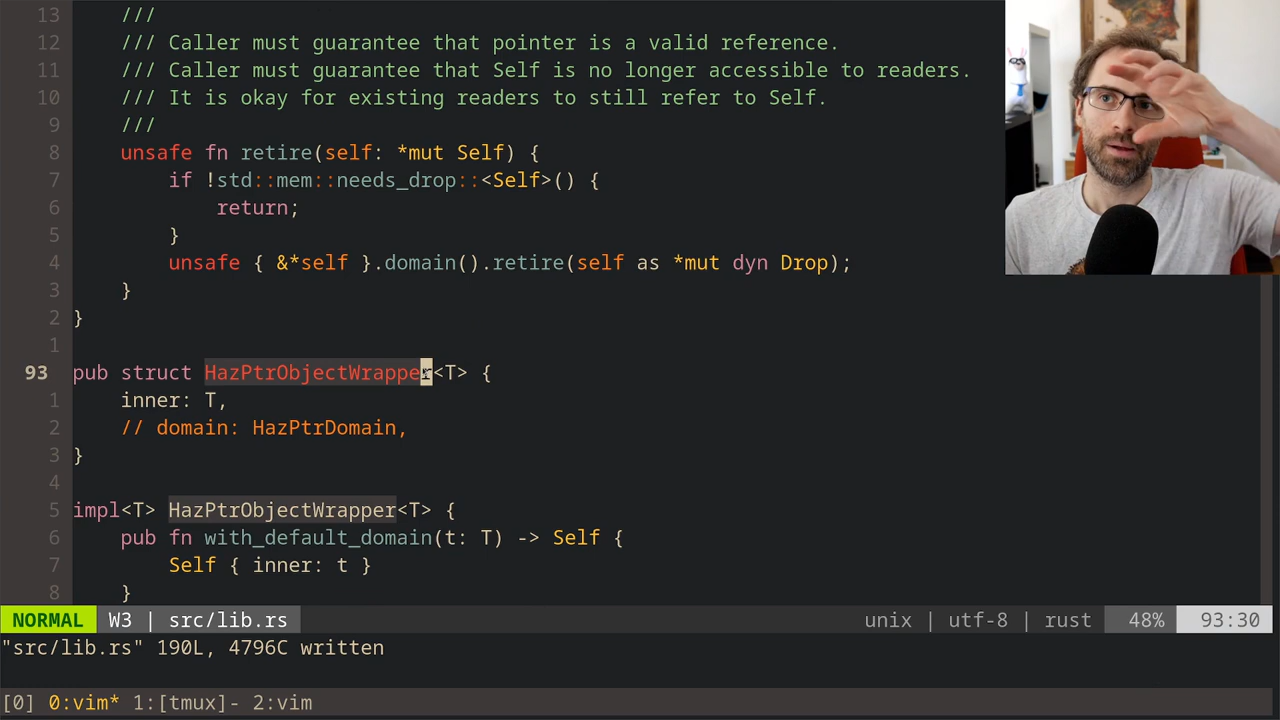 13 ///
12 /// Caller must guarantee that pointer is a valid reference.
11 /// Caller must guarantee that Self is no longer accessible to readers.
10 /// It is okay for existing readers to still refer to Self.
9 ///
8 unsafe fn retire(self: *mut Self) {
7 if !std::mem::needs_drop::<Self>() {
6 return;
5 }
4 unsafe { &*self }.domain().retire(self as *mut dyn Drop);
3 }
2 }
1
93 pub struct HazPtrObjectWrapper<T> {
1 inner: T,
2 // domain: HazPtrDomain,
3 }
4
5 impl<T> HazPtrObjectWrapper<T> {
6 pub fn with_default_domain(t: T) -> Self {
7 Self { inner: t }
8 }
NORMAL W3 | src/lib.rs unix | utf-8 | rust 48% 93:30
"src/lib.rs" 190L, 4796C written
[0] 0:vim* 1:[tmux]- 2:vim